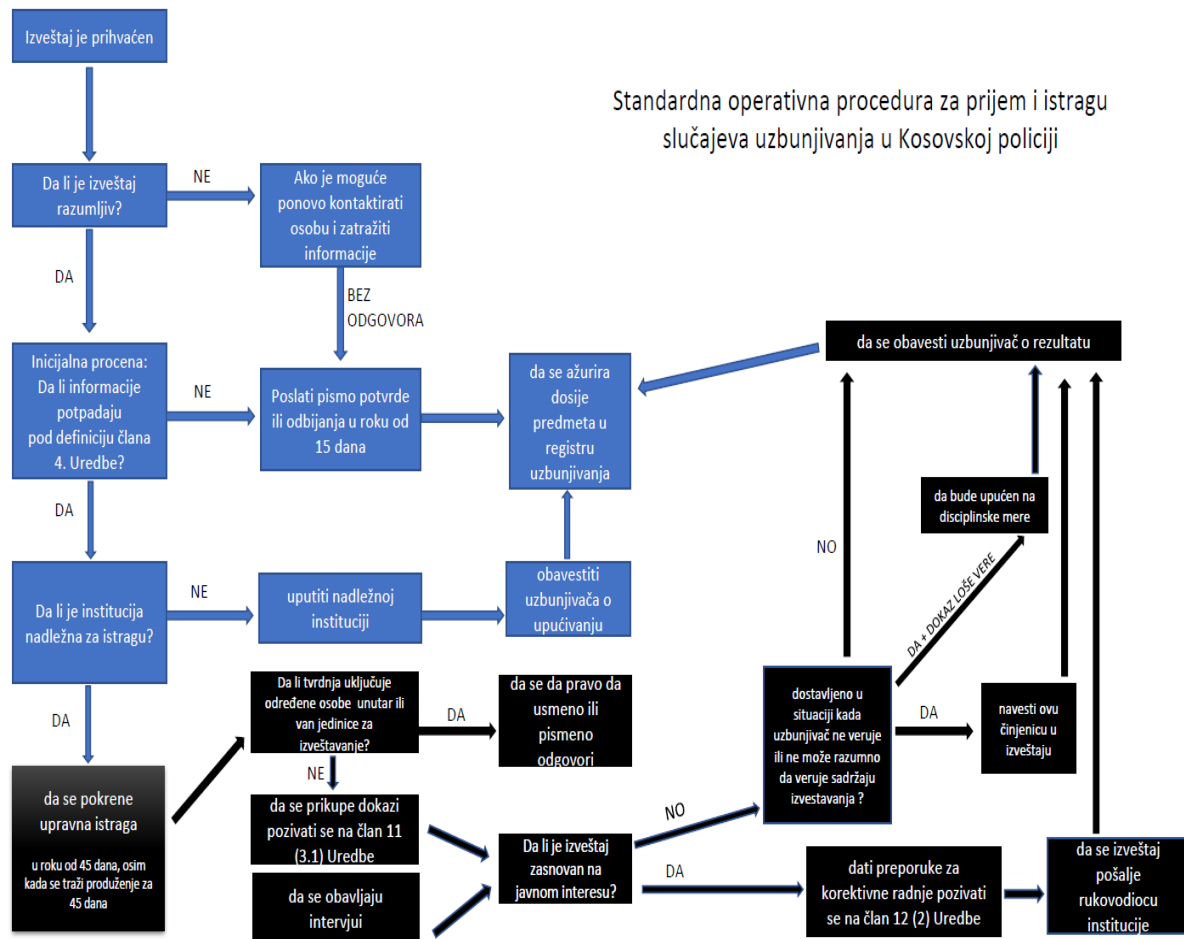 Izveštaj je prihvaćen
Standardna operativna procedura za prijem i istragu
slučajeva uzbunjivanja u Kosovskoj policiji
Da li je izveštaj
razumljiv?
NE
Ako je moguće
ponovo kontaktirati
osobu i zatražiti
informacije
DA
BEZ
ODGOVORA
Inicijalna procena:
Da li informacije
potpadaju
pod definiciju člana
4. Uredbe?
NE
Poslati pismo potvrde
ili odbijanja u roku od
15 dana
da se ažurira
dosije
predmeta u
registru
uzbunjivanja
da se obavesti uzbunjivač o rezultatu
DA
Da li je institucija
nadležna za istragu?
NE
uputiti nadležnoj
instituciji
obavestiti
uzbunjivača o
upućivanju
NO
da bude upućen na
disciplinske mere
DA + DOKAZ LOŠE VERE
DA
Da li tvrdnja uključuje
određene osobe unutar ili
van jedinice za
izveštavanje?
DA
da se da pravo da
usmeno ili
pismeno
odgovori
dostavljeno u
situaciji kada
uzbunjivač ne veruje
ili ne može razumno
da veruje sadržaju
izvestavanja ?
DA
navesti ovu
činjenicu u
izveštaju
NE
da se pokrene
upravna istraga
u roku od 45 dana, osim
kada se traži produženje za
45 dana
da se prikupe dokazi
pozivati se na član 11
(3.1) Uredbe
da se obavljaju
intervjui
Da li je izveštaj
zasnovan na
javnom interesu?
NO
DA
dati preporuke za
korektivne radnje pozivati
se na član 12 (2) Uredbe
da se izveštaj
pošalje
rukovodiocu
institucije